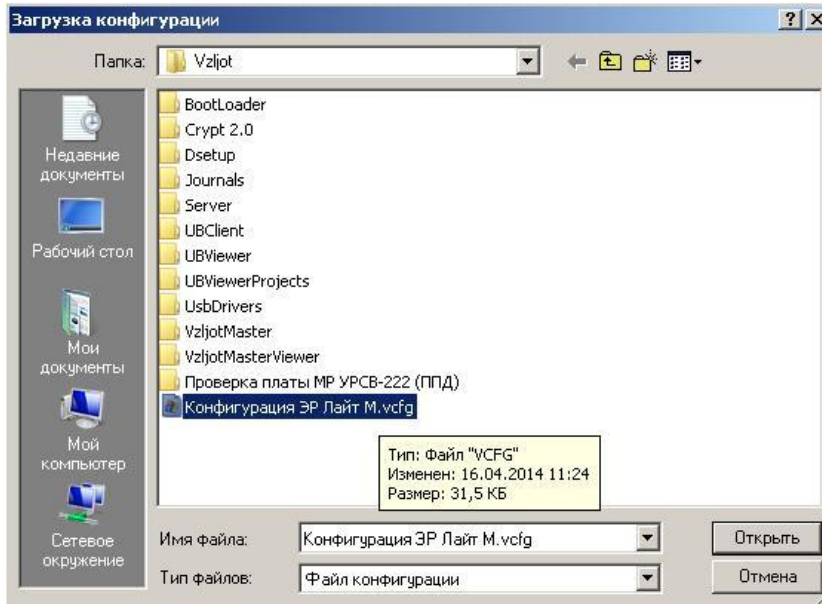 Загрузка конфигурации
Папка: Vzljot
Недавние
документы
Рабочий стол
Мои
документы
Мой
компьютер
Сетевое
окружение
BootLoader
Crypt 2.0
Dsetup
Journals
Server
UBClient
UBViewer
UBViewerProjects
UsbDrivers
VzljotMaster
VzljotMasterViewer
Проверка платы МР УРСВ-222 (ППД)
Конфигурация ЭР Лайт М.vcfg
Тип: Файл "VCFG"
Изменен: 16.04.2014 11:24
Размер: 31,5 КБ
Имя файла: Конфигурация ЭР Лайт М.vcfg Открыть
Тип файлов: Файл конфигурации Отмена